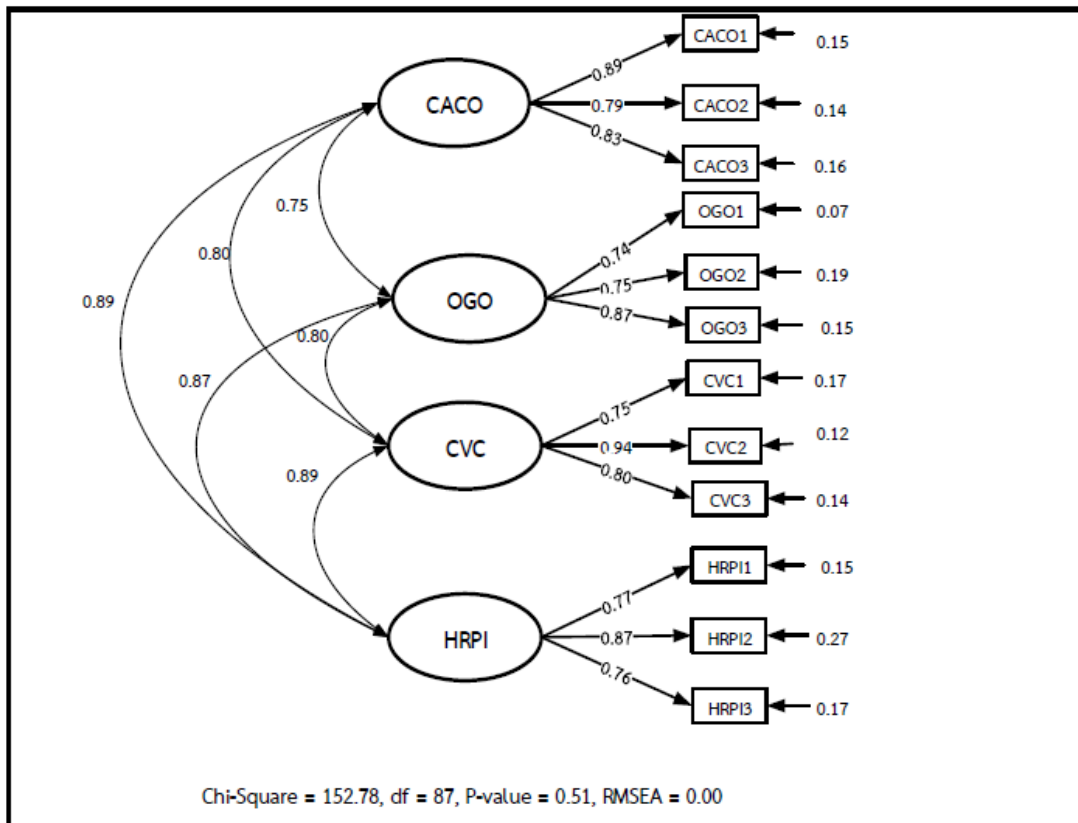 CACO1
0.15
0.89
CACO
0.79
CACO2
0.14
0.83
CACO3
0.16
0.75
OGO1
0.07
0.74
0.80
OGO
0.75
OGO2
0.19
0.89
0.87
OGO3
0.15
0.80
0.87
CVC1
0.17
0.75
CVC
0.94
CVC2
0.12
0.89
0.80
CVC3
0.14
HRPI1
0.15
0.77
HRPI
0.87
HRPI2
0.27
0.76
HRPI3
0.17
Chi-Square = 152.78, df = 87, P-value = 0.51, RMSEA = 0.00